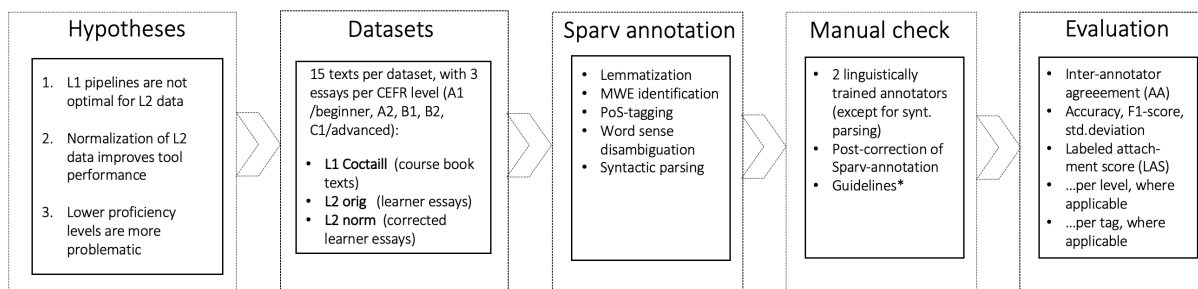 Hypotheses
1. L1 pipelines are not
optimal for L2 data
2. Normalization of L2
data improves tool
performance
3. Lower proficiency
levels are more
problematic
Datasets
15 texts per dataset, with 3
essays per CEFR level (A1
/beginner, A2, B1, B2,
C1/advanced):
• L1 Coctaill (course book
texts)
• L2 orig (learner essays)
• L2 norm (corrected
learner essays)
Sparv annotation
• Lemmatization
• MWE identification
• PoS-tagging
• Word sense
disambiguation
• Syntactic parsing
Manual check
• 2 linguistically
trained annotators
(except for synt.
parsing)
• Post-correction of
Sparv-annotation
• Guidelines*
Evaluation
• Inter-annotator
agreeement (AA)
• Accuracy, F1-score,
std.deviation
• Labeled attach-
ment score (LAS)
• ...per level, where
applicable
• ...per tag, where
applicable